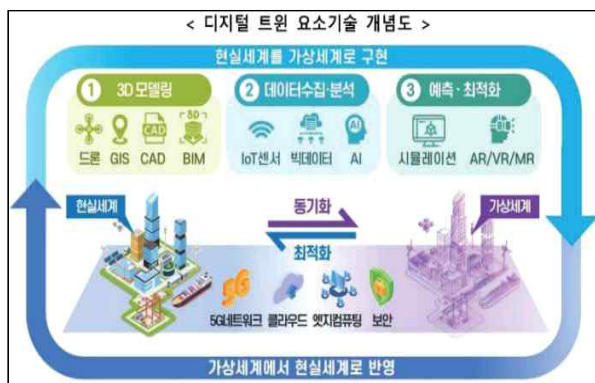 < 디지털 트윈 요소기술 개념도 >
현실세계를 가상세계로 구현
1 3D 모델링
2 데이터수집·분석
3 예측·최적화
CAD
8D
AI
드론 GIS CAD BIM
IoT센서 빅데이터 AI
시뮬레이션 AR/VR/MR
현실세계
동기화
가상세계
최적화
5G
5G네트워크 클라우드 엣지컴퓨팅 보안
가상세계에서 현실세계로 반영